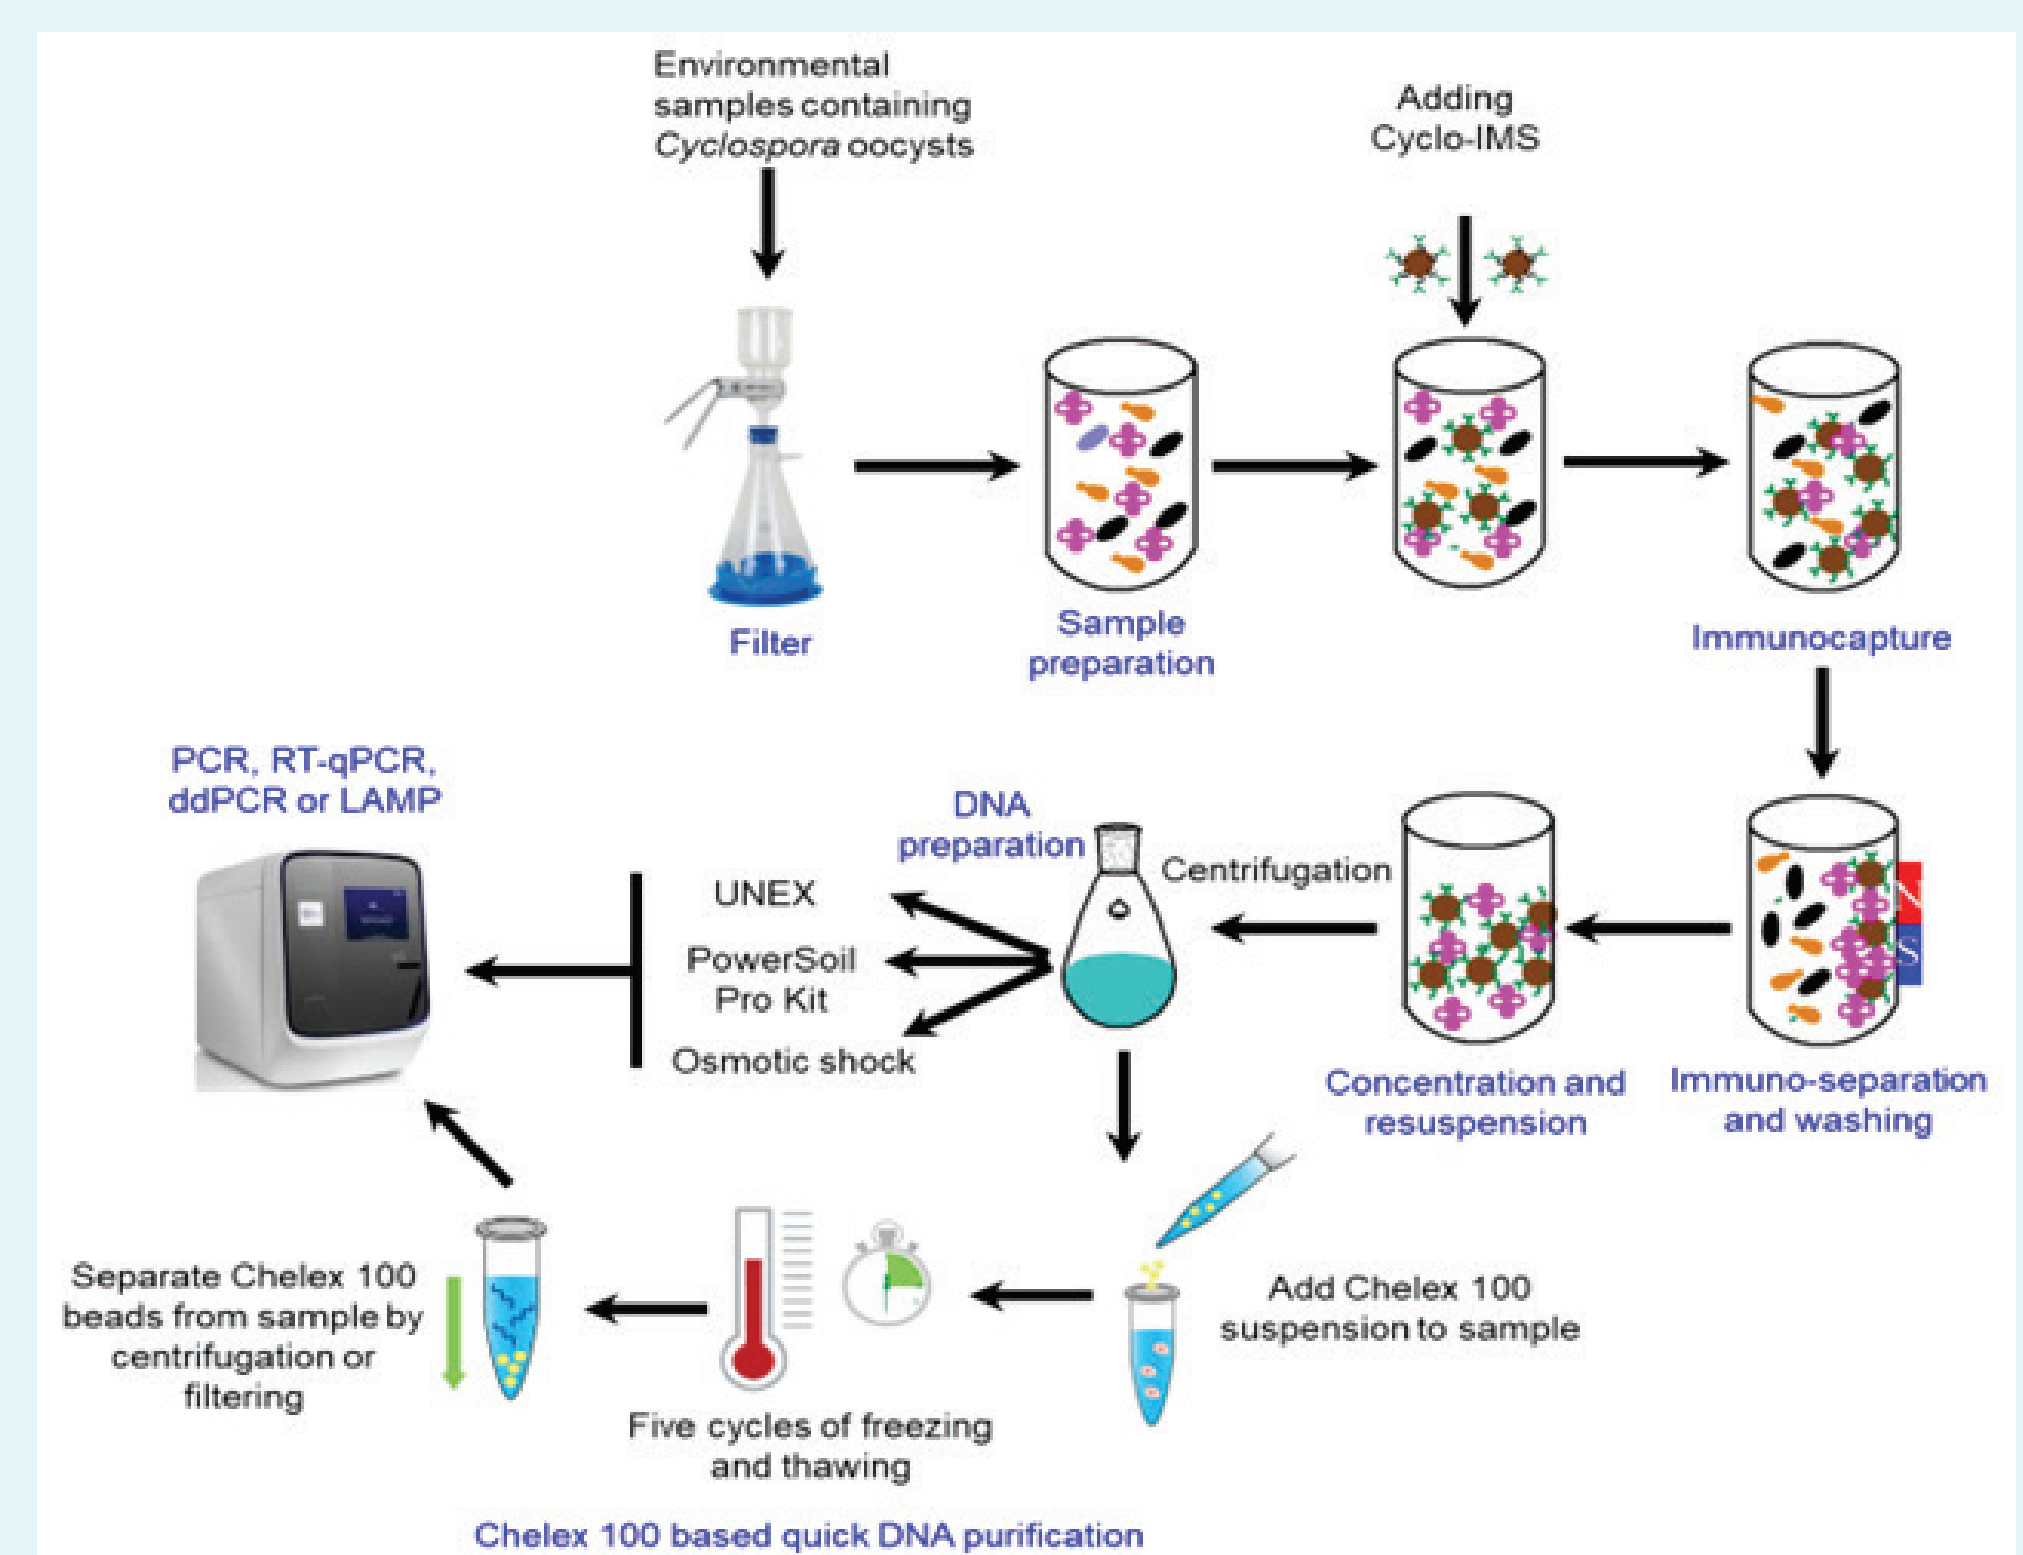 Environmental
samples containing
Cyclospora oocysts
Adding
Cyclo-IMS
Filter
Sample
preparation
Immunocapture
PCR, RT-qPCR,
ddPCR or LAMP
DNA
preparation
Centrifugation
UNEX
PowerSoil
Pro Kit
Osmotic shock
N
S
Concentration and
resuspension
Immuno-separation
and washing
Separate Chelex 100
beads from sample by
centrifugation or
filtering
Add Chelex 100
suspension to sample
Five cycles of freezing
and thawing
Chelex 100 based quick DNA purification